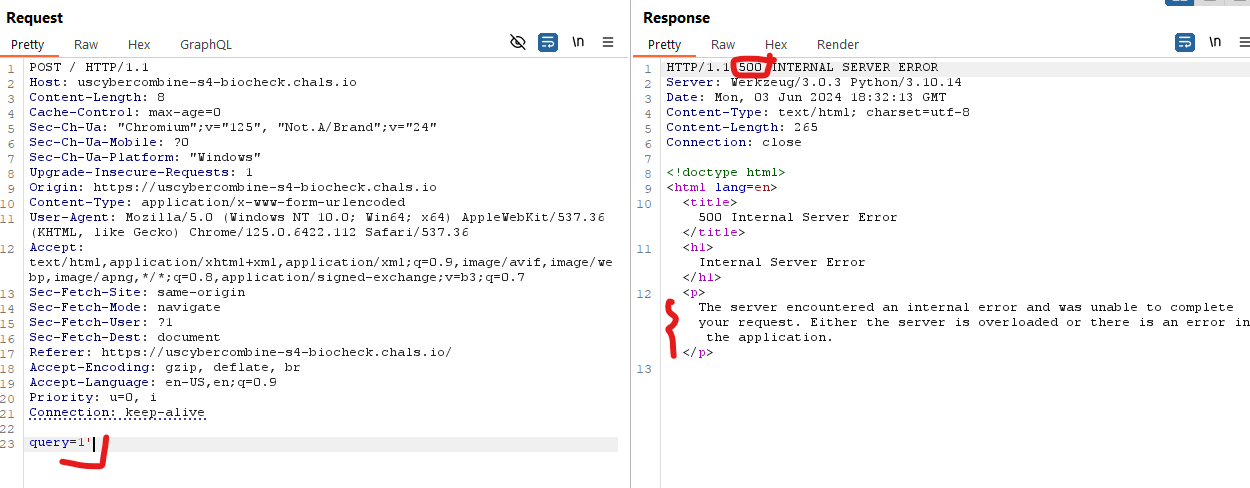 Request
Pretty Raw Hex GraphQL \n
1 POST / HTTP/1.1
2 Host: uscybercombine-s4-biocheck.chals.io
3 Content-Length: 8
4 Cache-Control: max-age=0
5 Sec-Ch-Ua: "Chromium";v="125", "Not.A/Brand";v="24"
6 Sec-Ch-Ua-Mobile: ?0
7 Sec-Ch-Ua-Platform: "Windows"
8 Upgrade-Insecure-Requests: 1
9 Origin: https://uscybercombine-s4-biocheck.chals.io
10 Content-Type: application/x-www-form-urlencoded
11 User-Agent: Mozilla/5.0 (Windows NT 10.0; Win64; x64) AppleWebKit/537.36
(KHTML, like Gecko) Chrome/125.0.6422.112 Safari/537.36
12 Accept:
text/html,application/xhtml+xml,application/xml;q=0.9,image/avif,image/we
bp,image/apng,*/*;q=0.8,application/signed-exchange;v=b3;q=0.7
13 Sec-Fetch-Site: same-origin
14 Sec-Fetch-Mode: navigate
15 Sec-Fetch-User: ?1
16 Sec-Fetch-Dest: document
17 Referer: https://uscybercombine-s4-biocheck.chals.io/
18 Accept-Encoding: gzip, deflate, br
19 Accept-Language: en-US,en;q=0.9
20 Priority: u=0, i
21 Connection: keep-alive
22
23 query=1'
Response
Pretty Raw Hex Render \n
1 HTTP/1.1 500 INTERNAL SERVER ERROR
2 Server: Werkzeug/3.0.3 Python/3.10.14
3 Date: Mon, 03 Jun 2024 18:32:13 GMT
4 Content-Type: text/html; charset=utf-8
5 Content-Length: 265
6 Connection: close
7
8 <!doctype html>
9 <html lang=en>
10 <title>
500 Internal Server Error
</title>
11 <h1>
Internal Server Error
</h1>
12 <p>
The server encountered an internal error and was unable to complete
your request. Either the server is overloaded or there is an error in
the application.
</p>
13